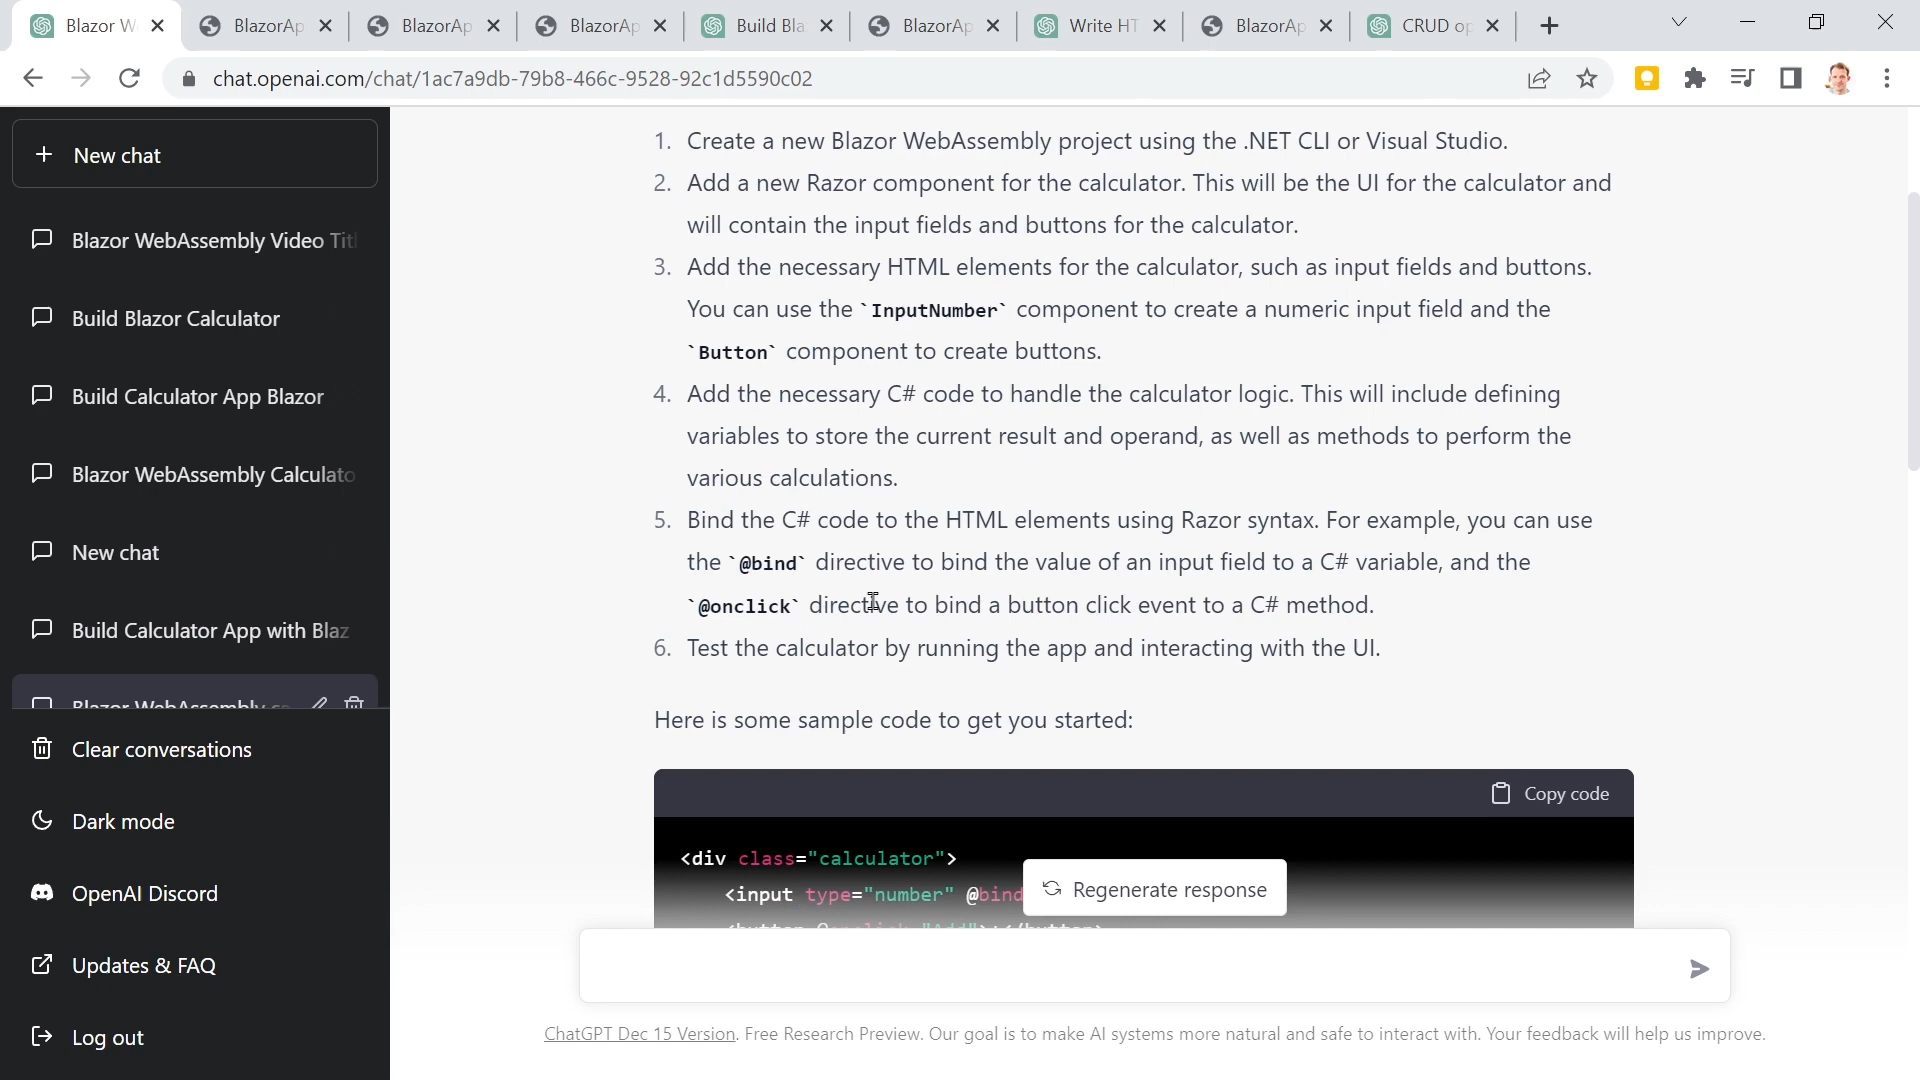 Blazor W
BlazorAp
BlazorAp
BlazorAp
Build Bla
BlazorAp
Write HT
BlazorAp
CRUD op
chat.openai.com/chat/1ac7a9db-79b8-466c-9528-92c1d5590c02
New chat
Blazor WebAssembly Video Titl
Build Blazor Calculator
Build Calculator App Blazor
Blazor WebAssembly Calculato
New chat
Build Calculator App with Blaz
Clear conversations
Dark mode
OpenAI Discord
Updates & FAQ
Log out
1. Create a new Blazor WebAssembly project using the .NET CLI or Visual Studio.
2. Add a new Razor component for the calculator. This will be the UI for the calculator and
will contain the input fields and buttons for the calculator.
3. Add the necessary HTML elements for the calculator, such as input fields and buttons.
You can use the `InputNumber` component to create a numeric input field and the
`Button` component to create buttons.
4. Add the necessary C# code to handle the calculator logic. This will include defining
variables to store the current result and operand, as well as methods to perform the
various calculations.
5. Bind the C# code to the HTML elements using Razor syntax. For example, you can use
the `@bind` directive to bind the value of an input field to a C# variable, and the
`@onclick` directive to bind a button click event to a C# method.
6. Test the calculator by running the app and interacting with the UI.
Here is some sample code to get you started:
Copy code
<div class="calculator">
<input type="number" @bind
Regenerate response
ChatGPT Dec 15 Version. Free Research Preview. Our goal is to make AI systems more natural and safe to interact with. Your feedback will help us improve.